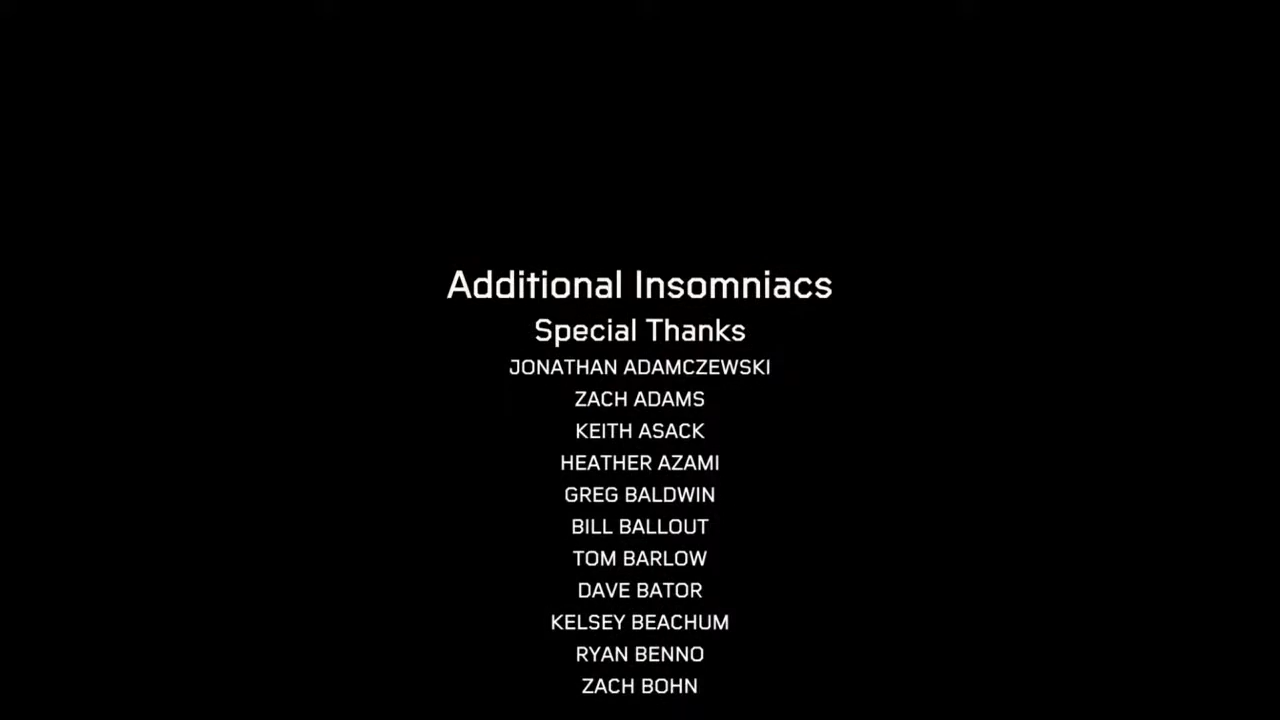 Additional Insomniacs
Special Thanks
JONATHAN ADAMCZEWSKI
ZACH ADAMS
KEITH ASACK
HEATHER AZAMI
GREG BALDWIN
BILL BALLOUT
TOM BARLOW
DAVE BATOR
KELSEY BEACHUM
RYAN BENNO
ZACH BOHN